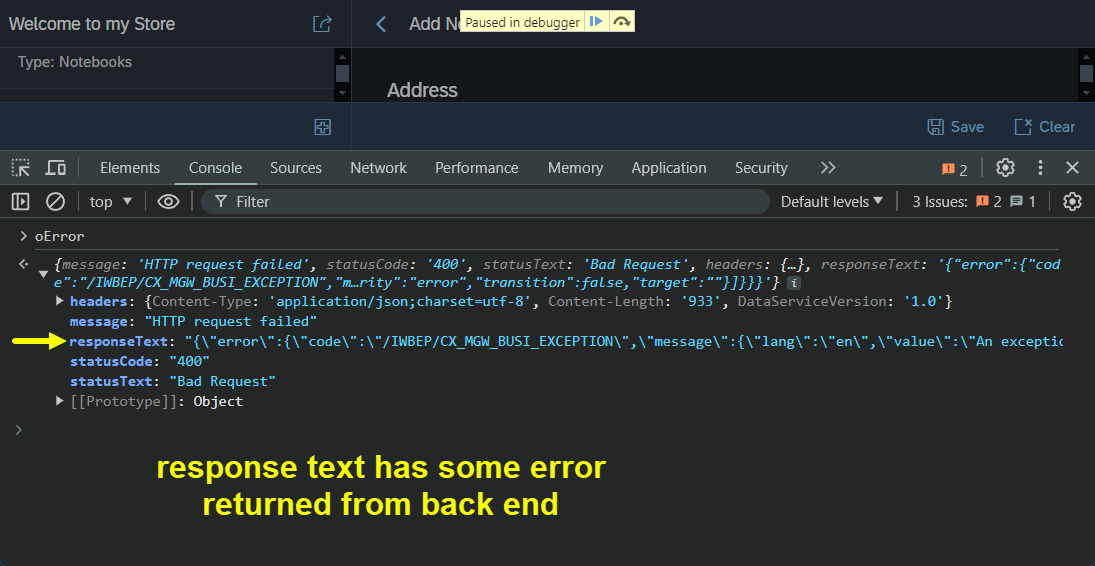 Welcome to my Store
Add Ne
Paused in debugger
Type: Notebooks
Address
Save
Clear
Elements Console Sources Network Performance Memory Application Security
2
top
Filter
Default levels
3 Issues: 2 1
> oError
{message: 'HTTP request failed', statusCode: '400', statusText: 'Bad Request', headers: {…}, responseText: '{"error":{"cod
e":"/IWBEP/CX_MGW_BUSI_EXCEPTION","m…rity":"error","transition":false,"target":""}]}}}'}
headers: {Content-Type: 'application/json;charset=utf-8', Content-Length: '933', DataServiceVersion: '1.0'}
message: "HTTP request failed"
responseText: "{\"error\":{\"code\":\"/IWBEP/CX_MGW_BUSI_EXCEPTION\",\"message\":{\"lang\":\"en\",\"value\":\"An exceptio
statusCode: "400"
statusText: "Bad Request"
[[Prototype]]: Object
response text has some error
returned from back end